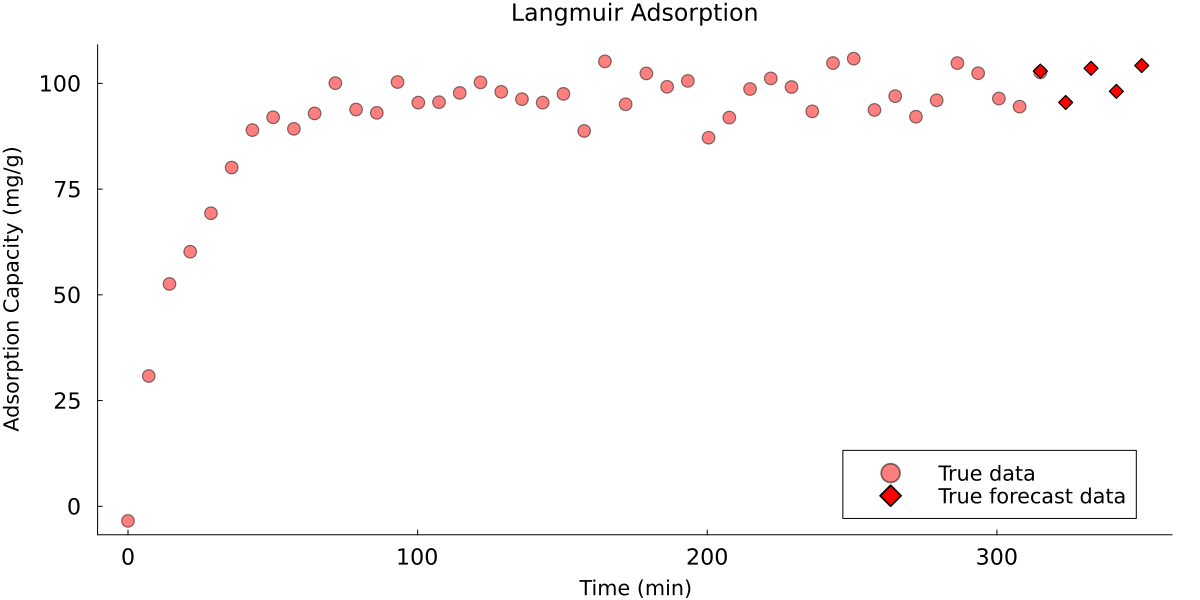 Langmuir Adsorption
Adsorption Capacity (mg/g)
100
75
50
25
0
0 100 200 300
Time (min)
True data
True forecast data